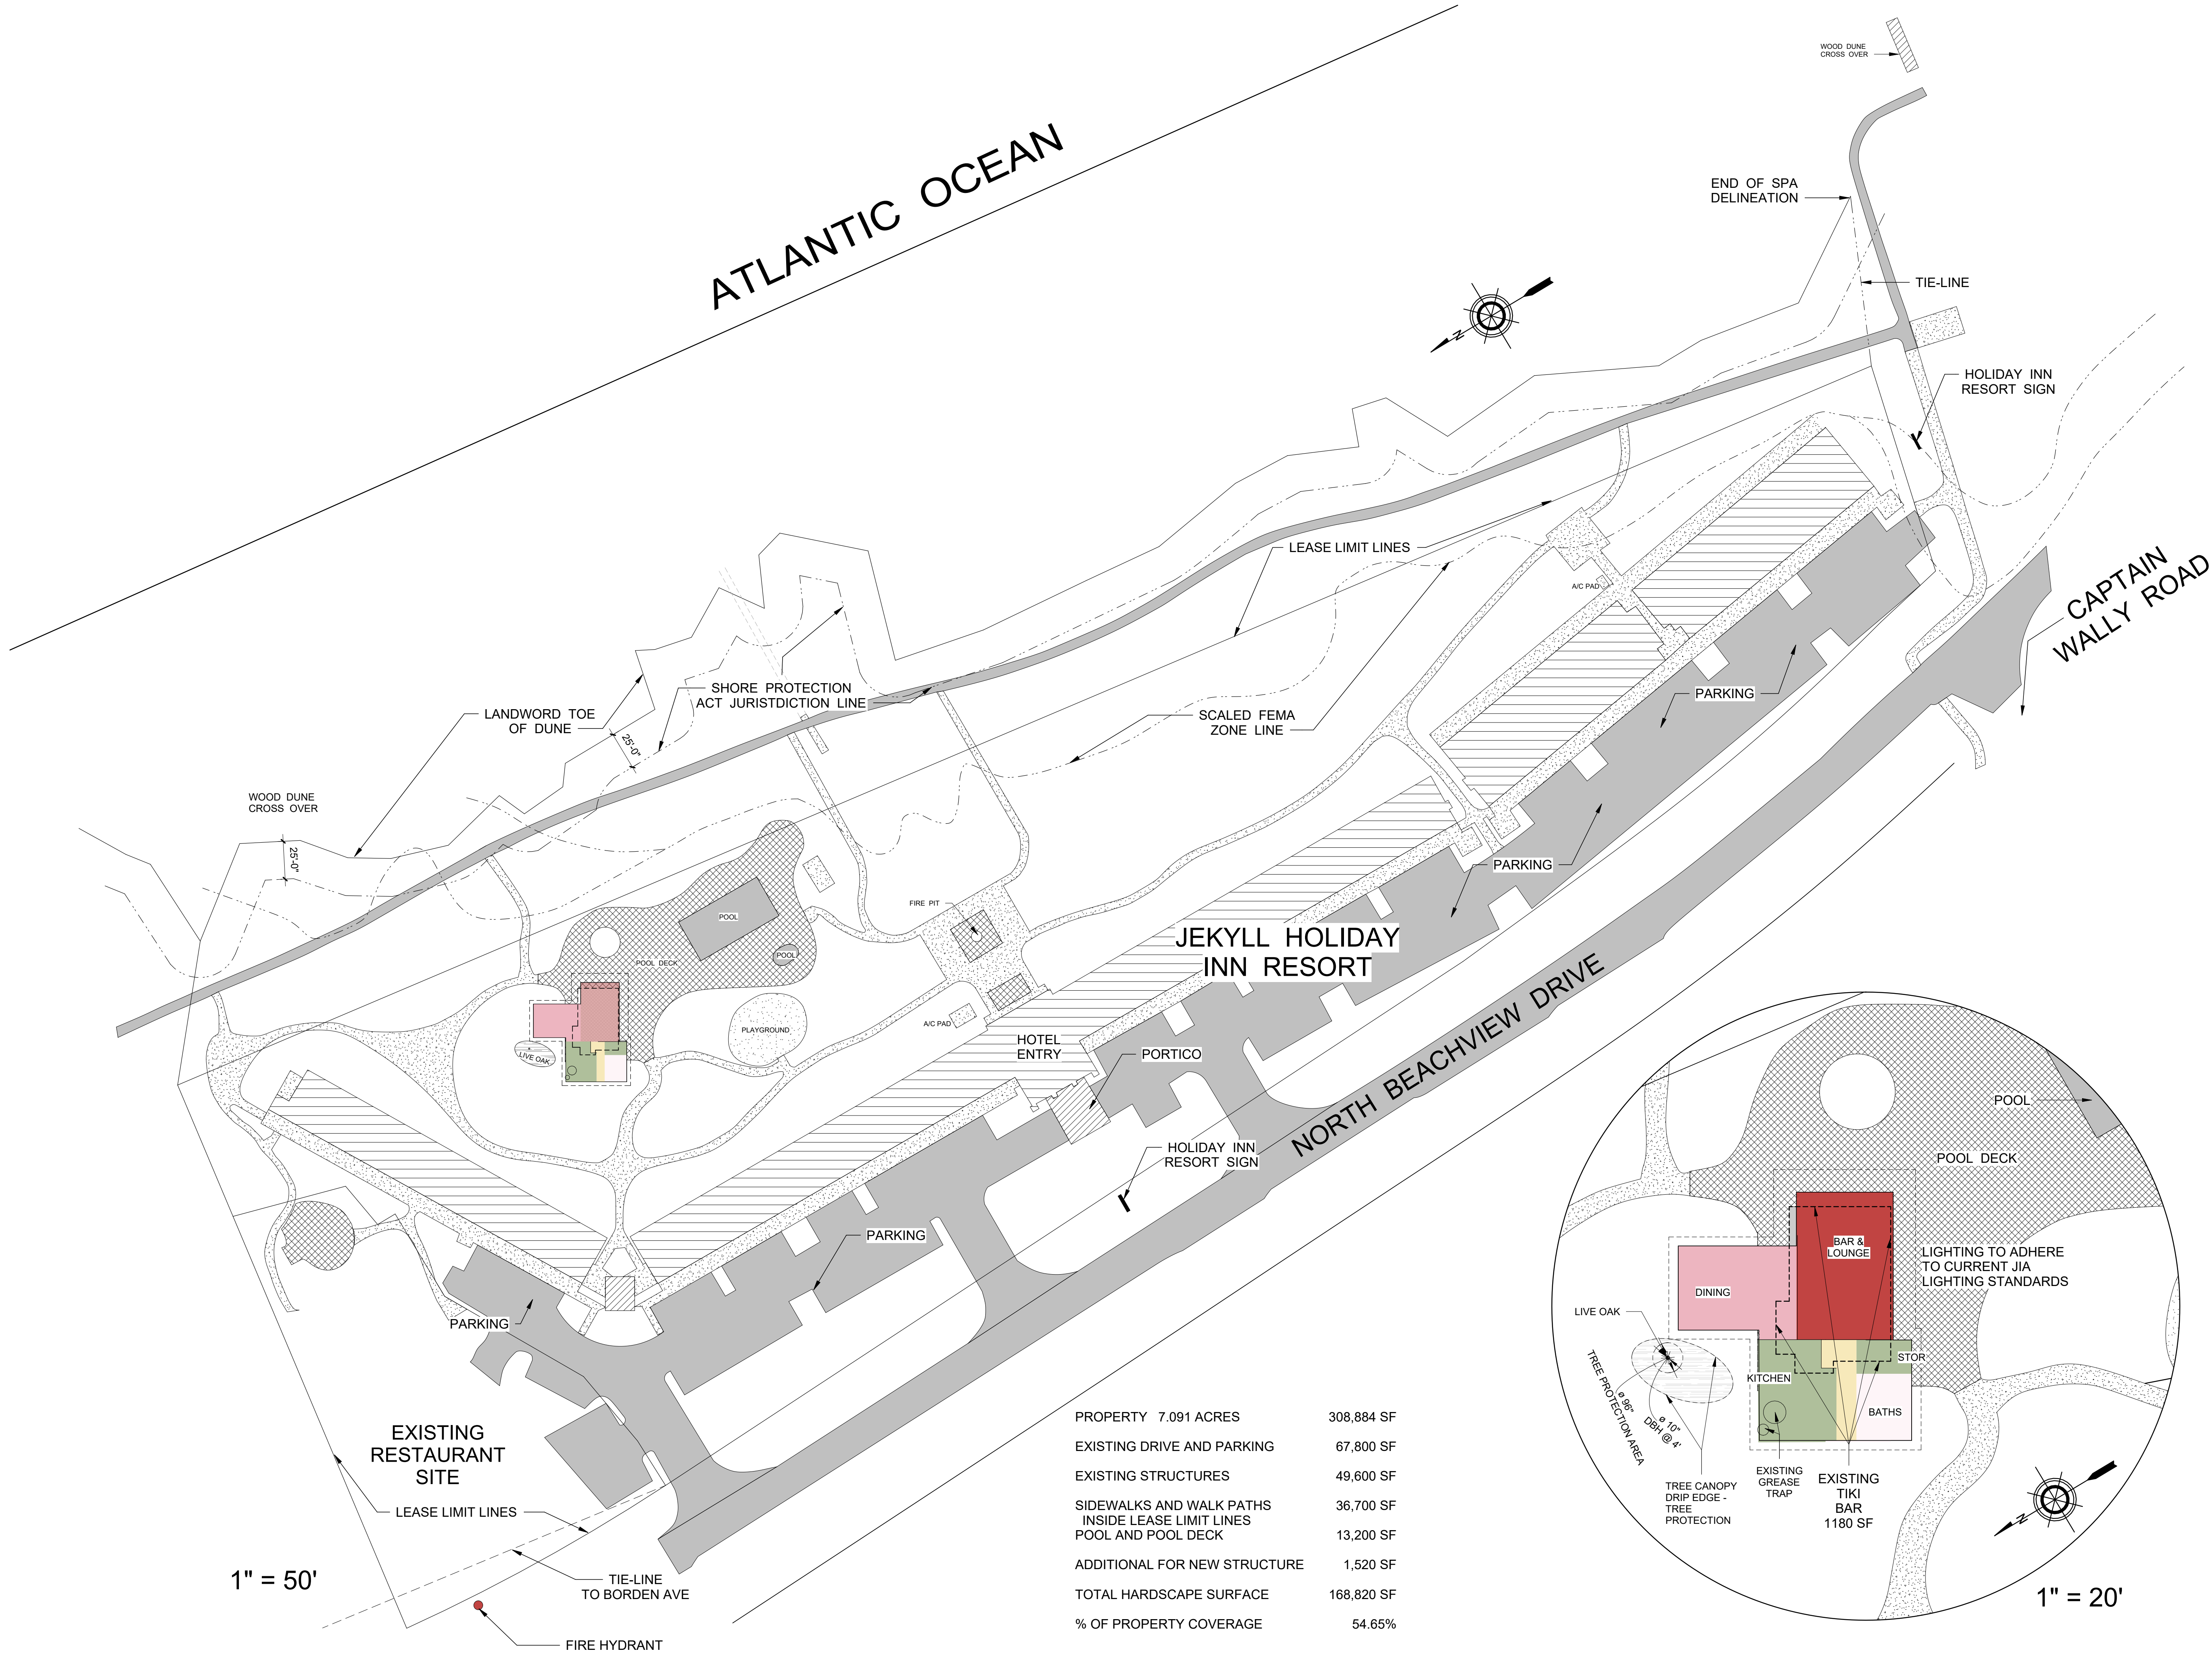 WOOD DUNE
CROSS OVER
ATLANTIC OCEAN
END OF SPA
DELINEATION
TIE-LINE
N
HOLIDAY INN
RESORT SIGN
LEASE LIMIT LINES
A/C PAD
CAPTAIN
WALLY ROAD
SHORE PROTECTION
ACT JURISTDICTION LINE
PARKING
LANDWORD TOE
OF DUNE
25'-0"
SCALED FEMA
ZONE LINE
WOOD DUNE
CROSS OVER
25'-0"
PARKING
FIRE PIT
POOL
POOL
POOL DECK
JEKYLL HOLIDAY
INN RESORT
NORTH BEACHVIEW DRIVE
A/C PAD
PLAYGROUND
LIVE OAK
HOTEL
ENTRY
PORTICO
HOLIDAY INN
RESORT SIGN
PARKING
PARKING
EXISTING
RESTAURANT
SITE
LEASE LIMIT LINES
TIE-LINE
TO BORDEN AVE
FIRE HYDRANT
1" = 50'
PROPERTY 7.091 ACRES 308,884 SF
EXISTING DRIVE AND PARKING 67,800 SF
EXISTING STRUCTURES 49,600 SF
SIDEWALKS AND WALK PATHS 36,700 SF
INSIDE LEASE LIMIT LINES
POOL AND POOL DECK 13,200 SF
ADDITIONAL FOR NEW STRUCTURE 1,520 SF
TOTAL HARDSCAPE SURFACE 168,820 SF
% OF PROPERTY COVERAGE 54.65%
POOL
POOL DECK
BAR &
LOUNGE
LIGHTING TO ADHERE
TO CURRENT JIA
LIGHTING STANDARDS
DINING
LIVE OAK
STOR
KITCHEN
BATHS
TREE PROTECTION AREA
ø 96"
ø 10"
DBH @ 4'
TREE CANOPY
DRIP EDGE -
TREE
PROTECTION
EXISTING
GREASE
TRAP
EXISTING
TIKI
BAR
1180 SF
N
1" = 20'